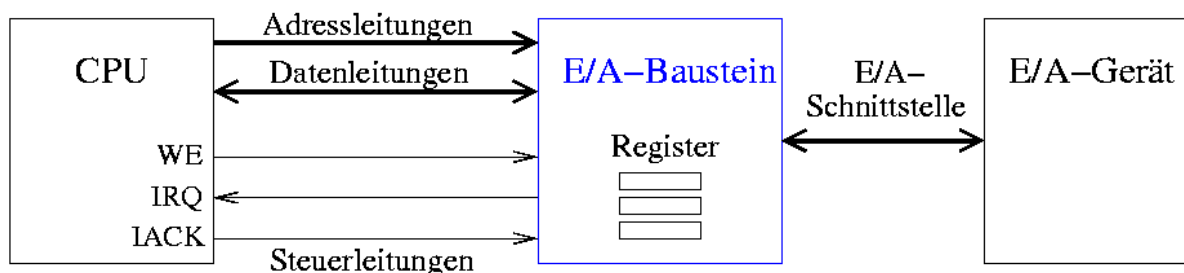 Adressleitungen
CPU
Datenleitungen
E/A–Baustein
E/A–
Schnittstelle
E/A–Gerät
WE
Register
IRQ
IACK
Steuerleitungen